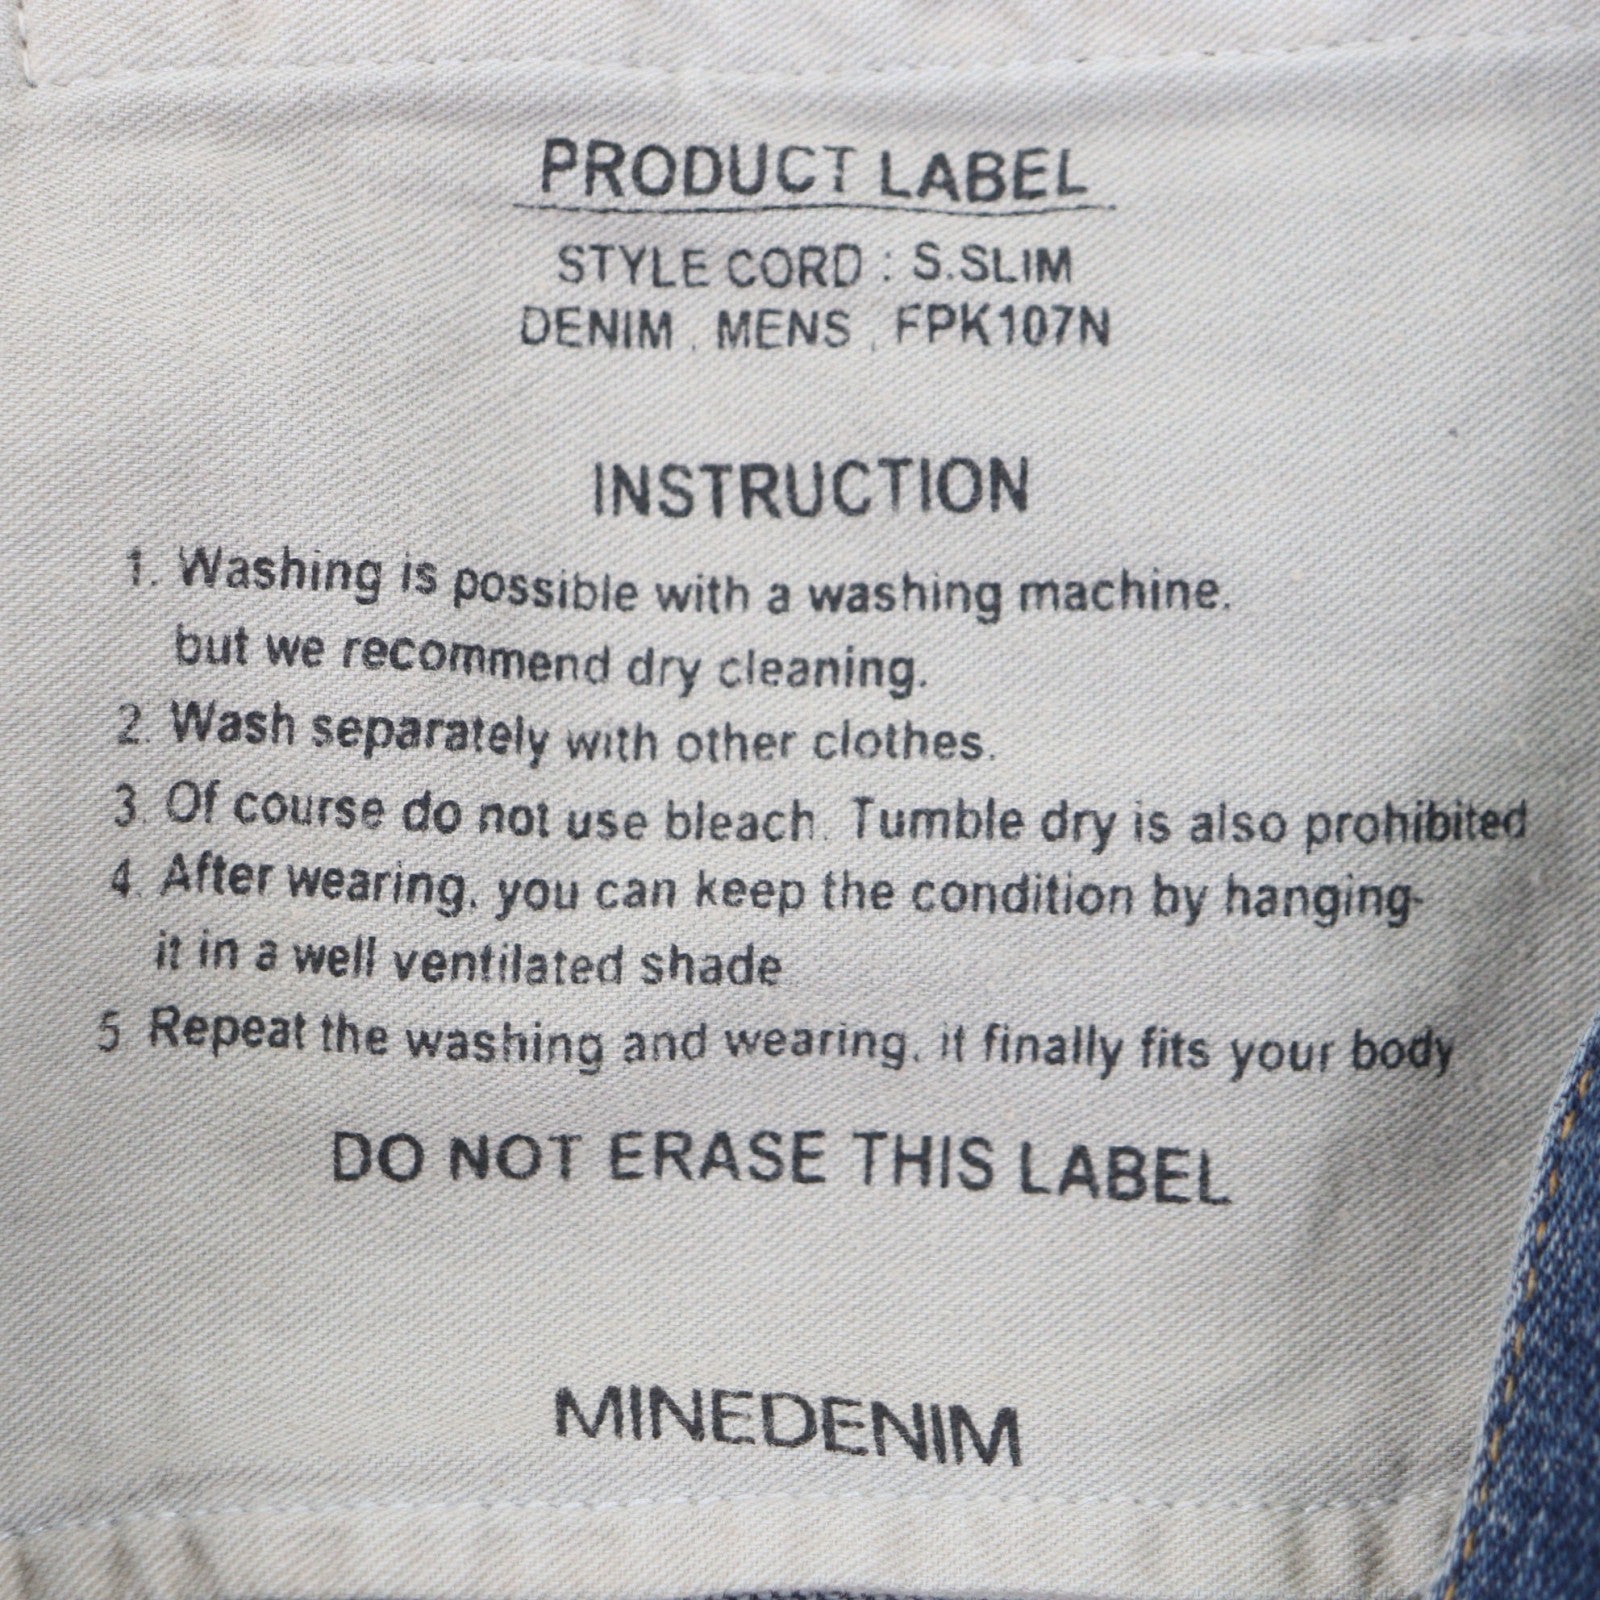 PRODUCT LABEL
STYLE CORD : S.SLIM
DENIM . MENS . FPK107N
INSTRUCTION
1. Washing is possible with a washing machine.
but we recommend dry cleaning.
2. Wash separately with other clothes.
3. Of course do not use bleach. Tumble dry is also prohibited
4. After wearing, you can keep the condition by hanging-
it in a well ventilated shade
5 Repeat the washing and wearing, it finally fits your body
DO NOT ERASE THIS LABEL
MINEDENIM